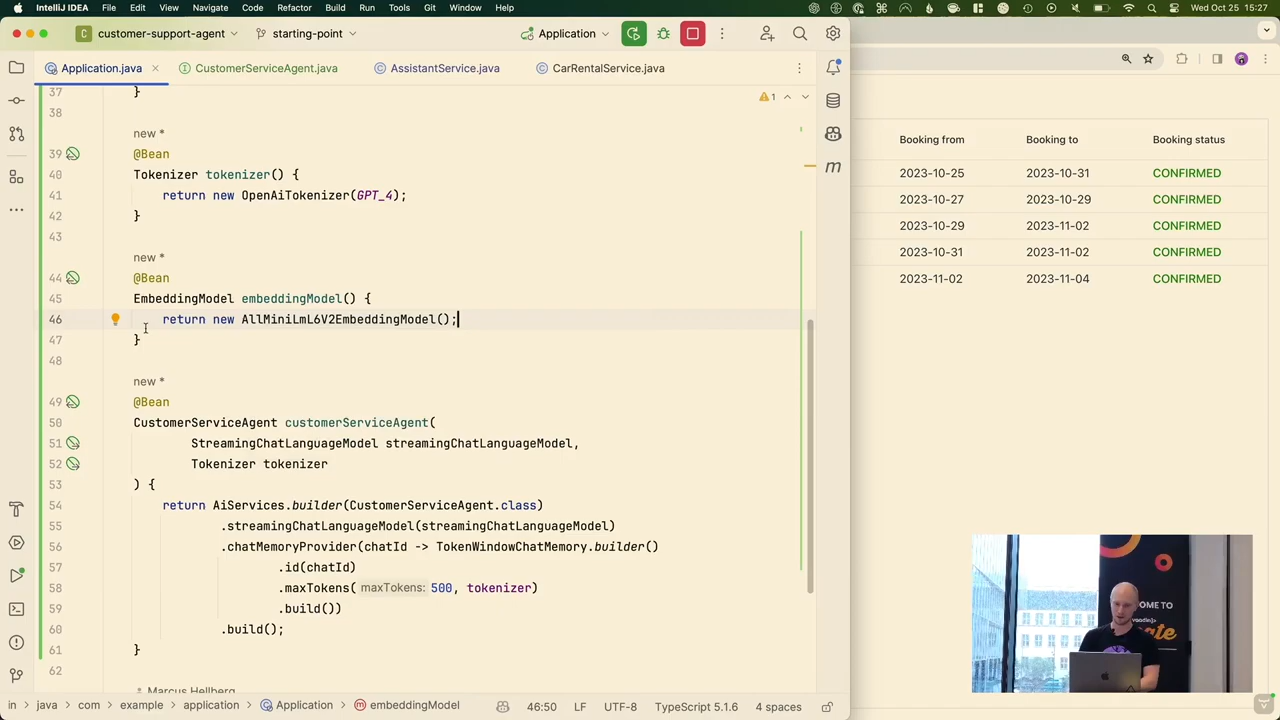 IntelliJ IDEA File Edit View Navigate Code Refactor Build Run Tools Git Window Help Wed Oct 25 15:27
customer-support-agent starting-point Application
Application.java CustomerServiceAgent.java AssistantService.java CarRentalService.java
37 }
1
38
new *
39 @Bean
40 Tokenizer tokenizer() {
41 return new OpenAiTokenizer(GPT_4);
42 }
43
new *
44 @Bean
45 EmbeddingModel embeddingModel() {
46 return new AllMiniLmL6V2EmbeddingModel();
47 }
48
new *
49 @Bean
50 CustomerServiceAgent customerServiceAgent(
51 StreamingChatLanguageModel streamingChatLanguageModel,
52 Tokenizer tokenizer
53 ) {
54 return AiServices.builder(CustomerServiceAgent.class)
55 .streamingChatLanguageModel(streamingChatLanguageModel)
56 .chatMemoryProvider(chatId -> TokenWindowChatMemory.builder()
57 .id(chatId)
58 .maxTokens( maxTokens: 500, tokenizer)
59 .build())
60 .build();
61 }
62
Marcus Hellberg
in java com example application Application embeddingModel 46:50 LF UTF-8 TypeScript 5.1.6 4 spaces
Booking from Booking to Booking status
2023-10-25 2023-10-31 CONFIRMED
2023-10-27 2023-10-29 CONFIRMED
2023-10-29 2023-11-02 CONFIRMED
2023-10-31 2023-11-02 CONFIRMED
2023-11-02 2023-11-04 CONFIRMED
OME TO